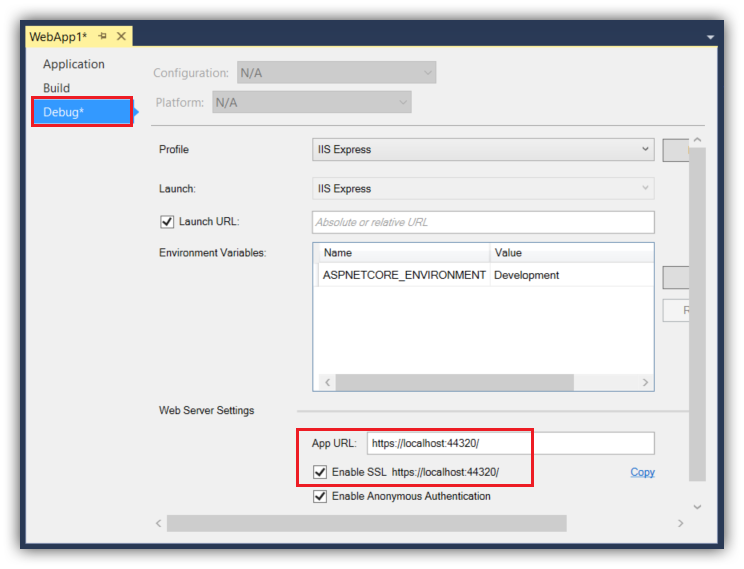 WebApp1*
Application
Build
Debug*
Configuration: N/A
Platform: N/A
Profile IIS Express
Launch: IIS Express
Launch URL: Absolute or relative URL
Environment Variables:
Name Value
ASPNETCORE_ENVIRONMENT Development
Web Server Settings
App URL: https://localhost:44320/
Enable SSL https://localhost:44320/ Copy
Enable Anonymous Authentication